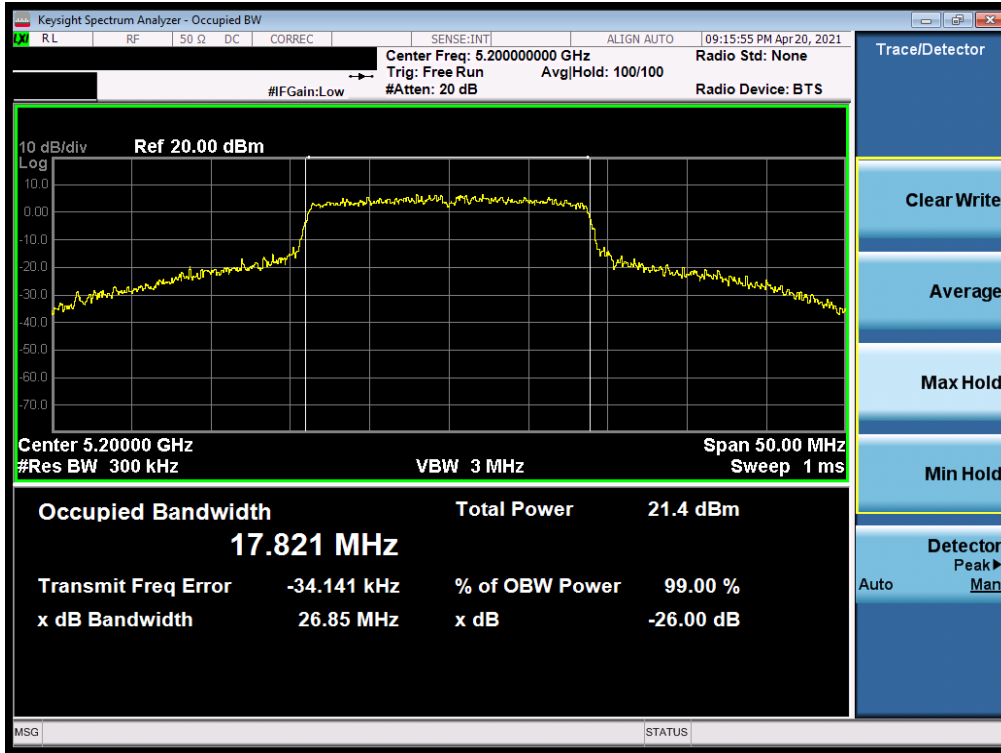 Keysight Spectrum Analyzer - Occupied BW
LXI RL RF 50 Ω DC CORREC SENSE:INT ALIGN AUTO 09:15:55 PM Apr 20, 2021
Center Freq: 5.200000000 GHz Radio Std: None
Trig: Free Run Avg|Hold: 100/100
#IFGain:Low #Atten: 20 dB Radio Device: BTS
10 dB/div Ref 20.00 dBm
Log
10.0
0.00
-10.0
-20.0
-30.0
-40.0
-50.0
-60.0
-70.0
Center 5.20000 GHz Span 50.00 MHz
#Res BW 300 kHz VBW 3 MHz Sweep 1 ms
Occupied Bandwidth Total Power 21.4 dBm
17.821 MHz
Transmit Freq Error -34.141 kHz % of OBW Power 99.00 %
x dB Bandwidth 26.85 MHz x dB -26.00 dB
MSG STATUS
Trace/Detector
Clear Write
Average
Max Hold
Min Hold
Detector
Peak▶
Auto Man